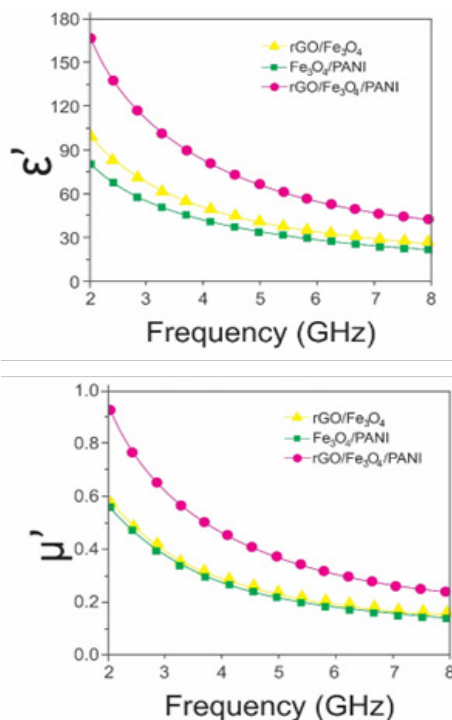 180
150
120
90
60
30
0
ε'
rGO/Fe₃O₄
Fe₃O₄/PANI
rGO/Fe₃O₄/PANI
2 3 4 5 6 7 8
Frequency (GHz)
1.0
0.8
0.6
0.4
0.2
0.0
μ'
rGO/Fe₃O₄
Fe₃O₄/PANI
rGO/Fe₃O₄/PANI
2 3 4 5 6 7 8
Frequency (GHz)